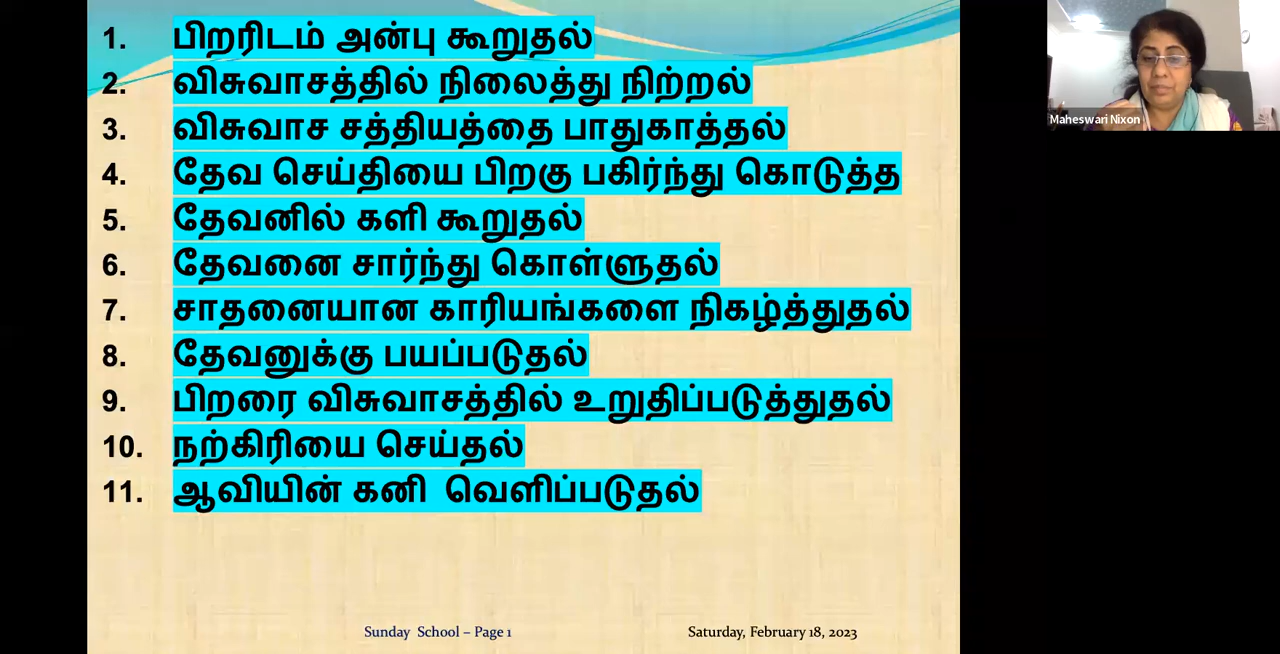 1. பிறரிடம் அன்பு கூறுதல்
2. விசுவாசத்தில் நிலைத்து நிற்றல்
3. விசுவாச சத்தியத்தை பாதுகாத்தல்
4. தேவ செய்தியை பிறகு பகிர்ந்து கொடுத்த
5. தேவனில் களி கூறுதல்
6. தேவனை சார்ந்து கொள்ளுதல்
7. சாதனையான காரியங்களை நிகழ்த்துதல்
8. தேவனுக்கு பயப்படுதல்
9. பிறரை விசுவாசத்தில் உறுதிப்படுத்துதல்
10. நற்கிரியை செய்தல்
11. ஆவியின் கனி வெளிப்படுதல்
Sunday School – Page 1 Saturday, February 18, 2023
Maheswari Nixon